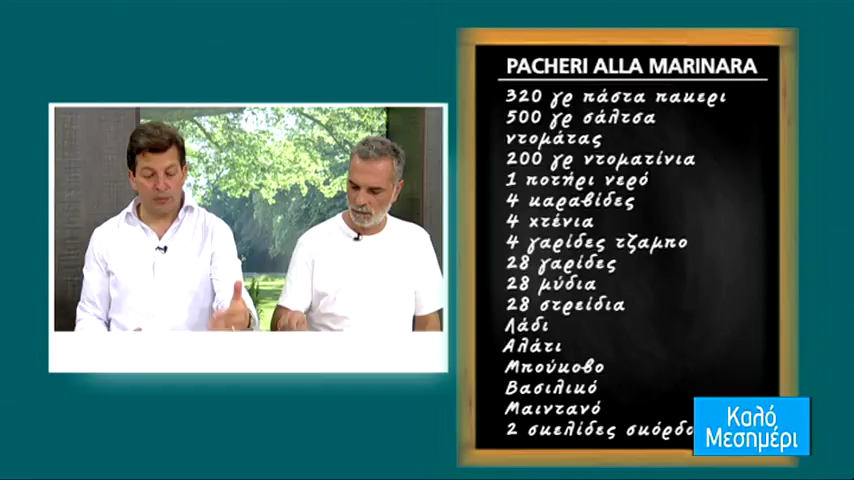 PACHERI ALLA MARINARA
320 γρ πάστα πακερι
500 γρ σάλτσα
ντομάτας
200 γρ ντοματίνια
1 ποτήρι νερό
4 καραβίδες
4 χτένια
4 γαρίδες τζαμπο
28 γαρίδες
28 μύδια
28 στρείδια
Λάδι
Αλάτι
Μπούκοβο
Βασιλικό
Μαιντανό
2 σκελίδες σκόρδο
Καλό
Μεσημέρι